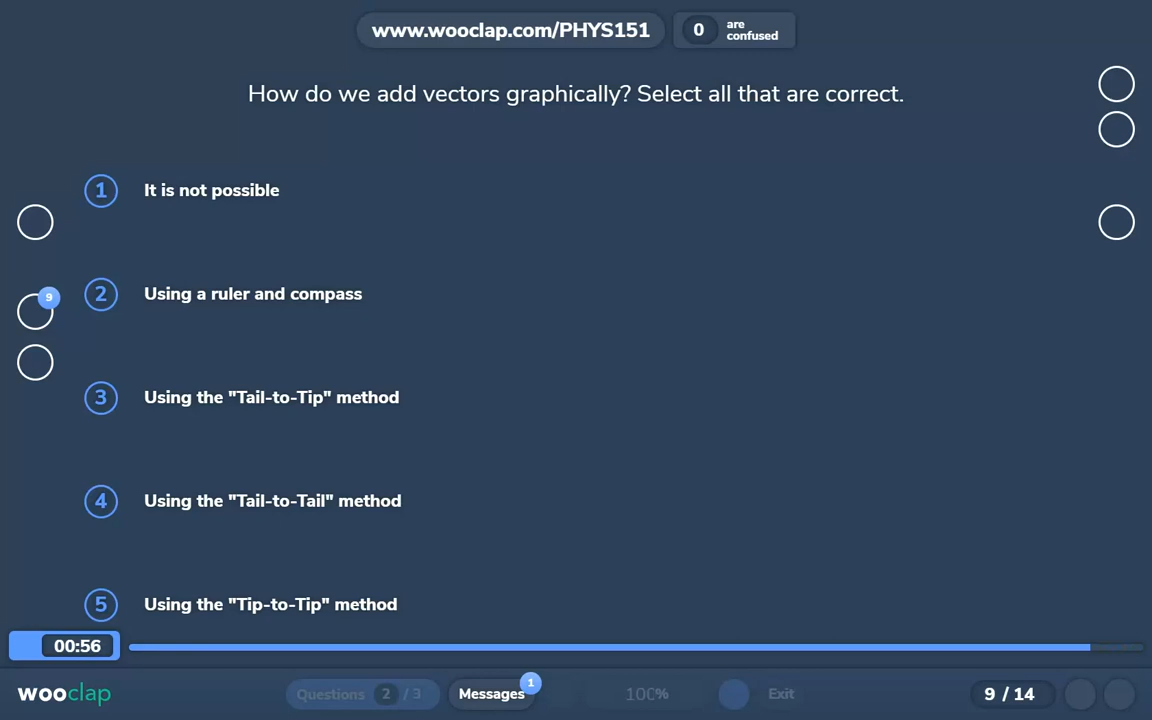 www.wooclap.com/PHYS151
0 are confused
How do we add vectors graphically? Select all that are correct.
1 It is not possible
9
2 Using a ruler and compass
3 Using the "Tail-to-Tip" method
4 Using the "Tail-to-Tail" method
5 Using the "Tip-to-Tip" method
00:56
wooclap
Questions 2 / 3
Messages 1
100%
Exit
9 / 14